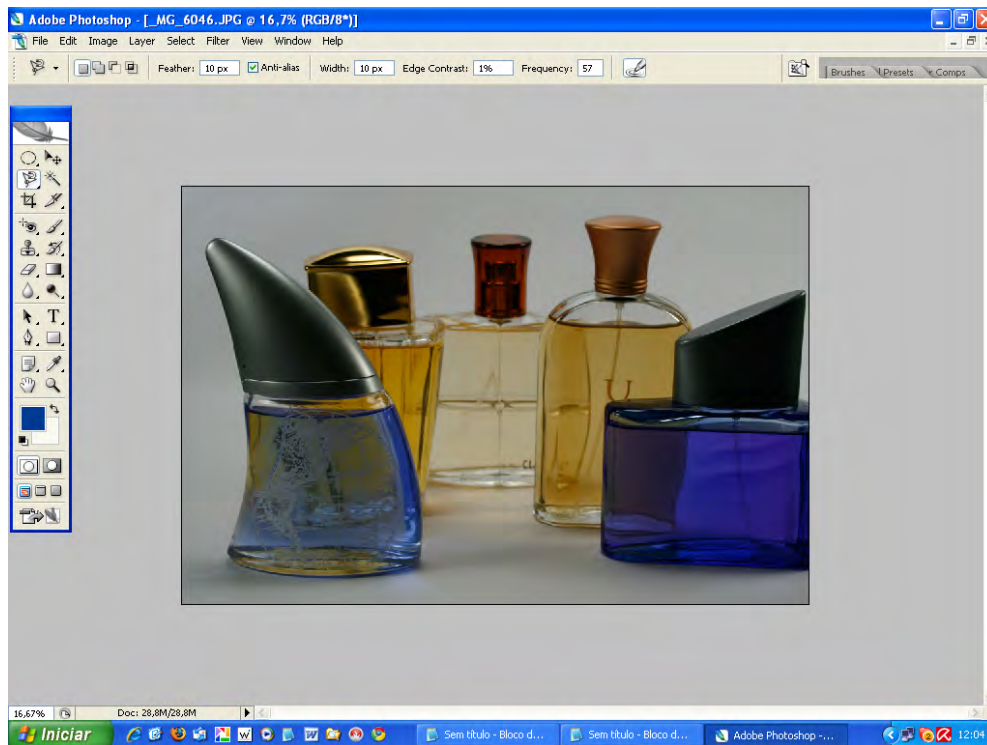 Adobe Photoshop - [_MG_6046.JPG @ 16,7% (RGB/8*)]
File Edit Image Layer Select Filter View Window Help
Feather: 10 px Anti-alias Width: 10 px Edge Contrast: 1% Frequency: 57
Brushes Presets Comps
T
U
CL
16,67% Doc: 28,8M/28,8M
Iniciar W Sem título - Bloco d... Sem título - Bloco d... Adobe Photoshop -... 12:04